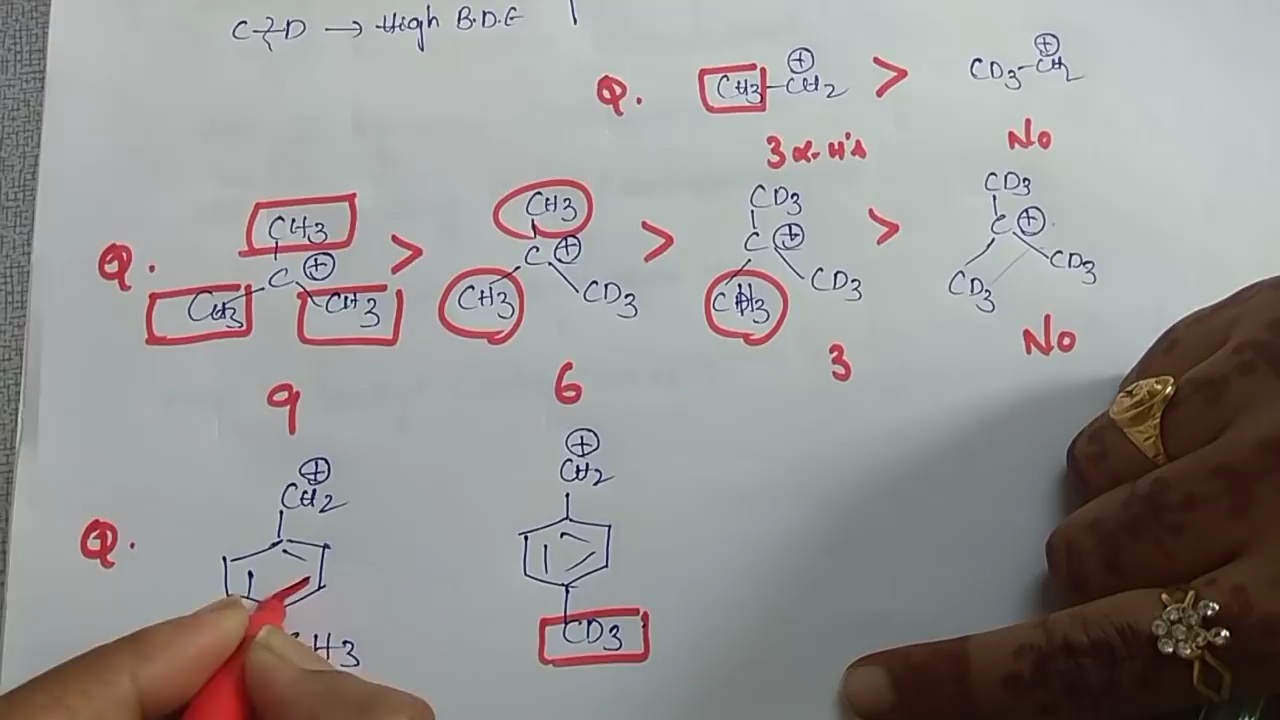 C-D → High B.D.E
Q. CH3-CH2 ⊕ > CD3-CH2 ⊕
3 α-H's No
Q. CH3 CH3 CD3 CD3
C ⊕ > C ⊕ > C ⊕ > C ⊕
CH3 CH3 CH3 CD3 CH3 CD3 CD3 CD3
9 6 3 No
⊕ ⊕
CH2 CH2
Q.
H3 CD3